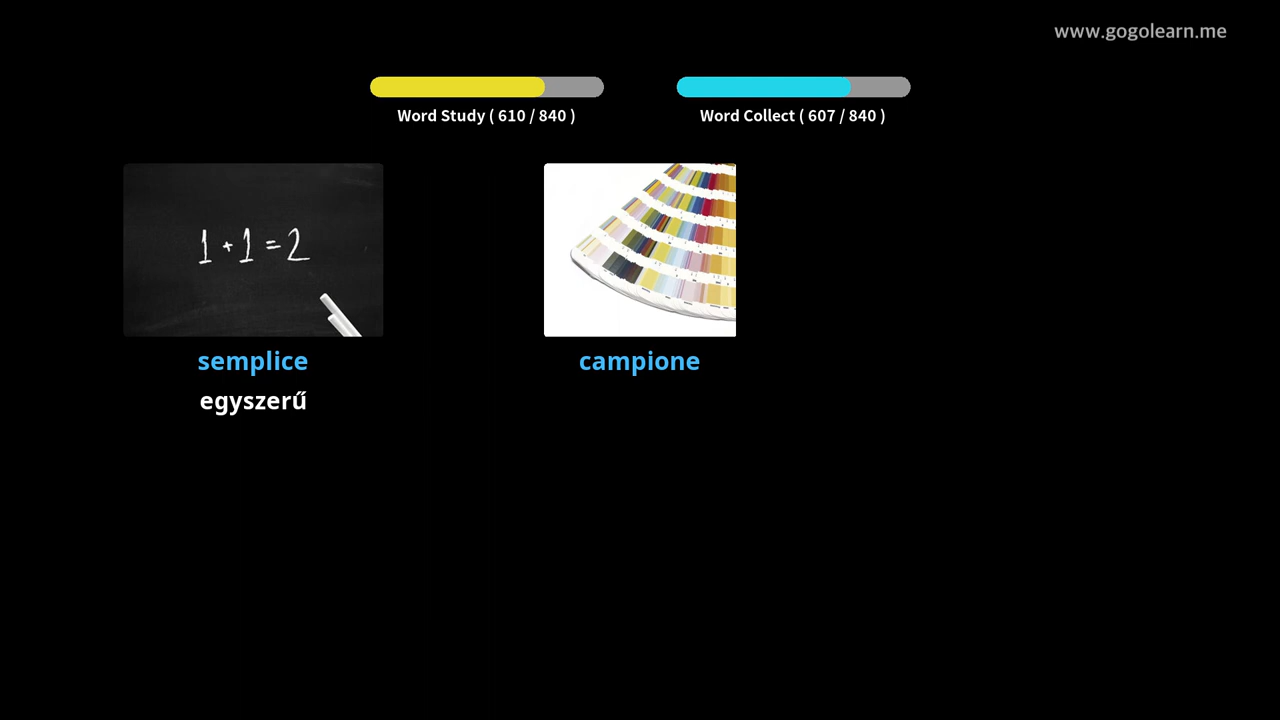 www.gogolearn.me
Word Study ( 610 / 840 )
Word Collect ( 607 / 840 )
1 + 1 = 2
semplice
egyszerű
campione